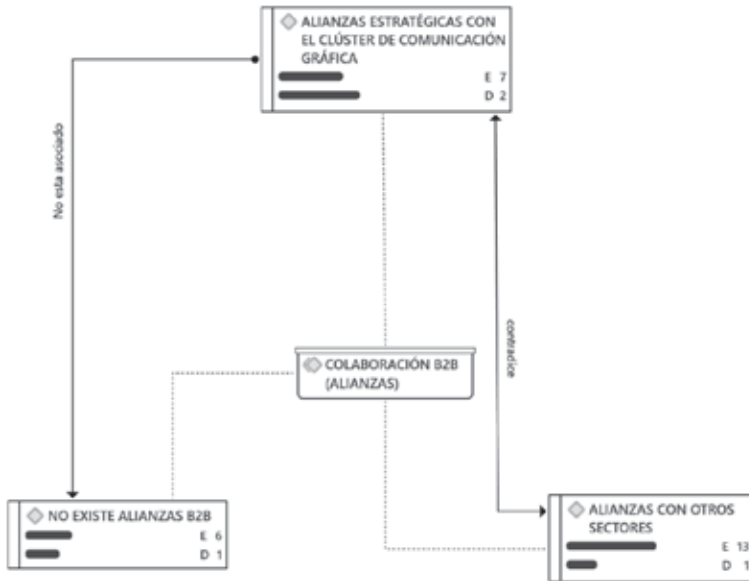 ALIANZAS ESTRATÉGICAS CON
EL CLÚSTER DE COMUNICACIÓN
GRÁFICA
E 7
D 2
No esta asociado
contradice
COLABORACIÓN B2B
(ALIANZAS)
NO EXISTE ALIANZAS B2B
E 6
D 1
ALIANZAS CON OTROS
SECTORES
E 13
D 1